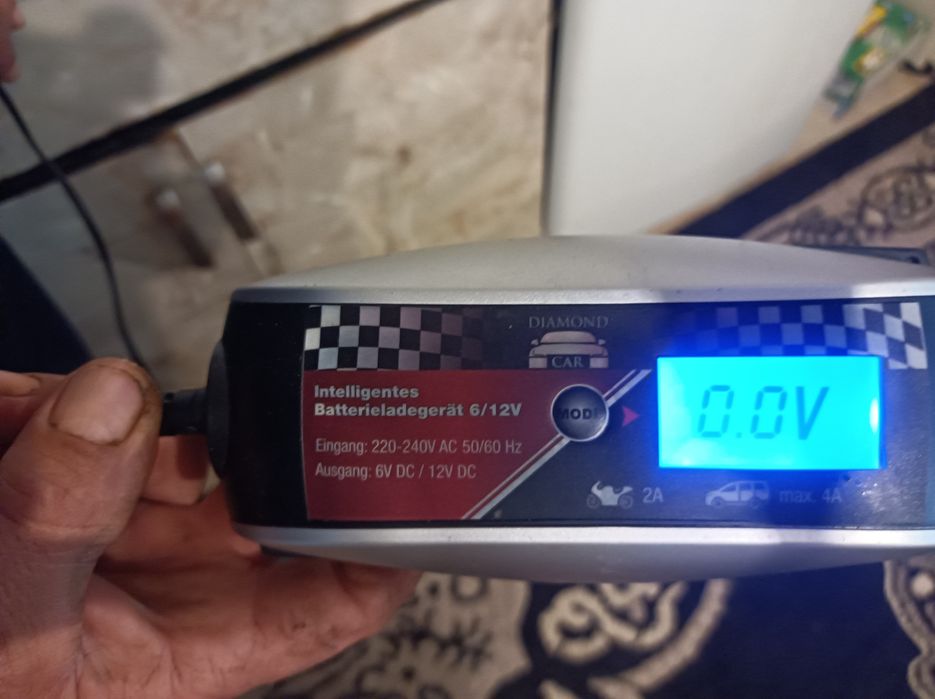 DIAMOND
CAR
Intelligentes
Batterieladegerät 6/12V
Eingang: 220-240V AC 50/60 Hz
Ausgang: 6V DC / 12V DC
MODE
0.0V
2A
max. 4A